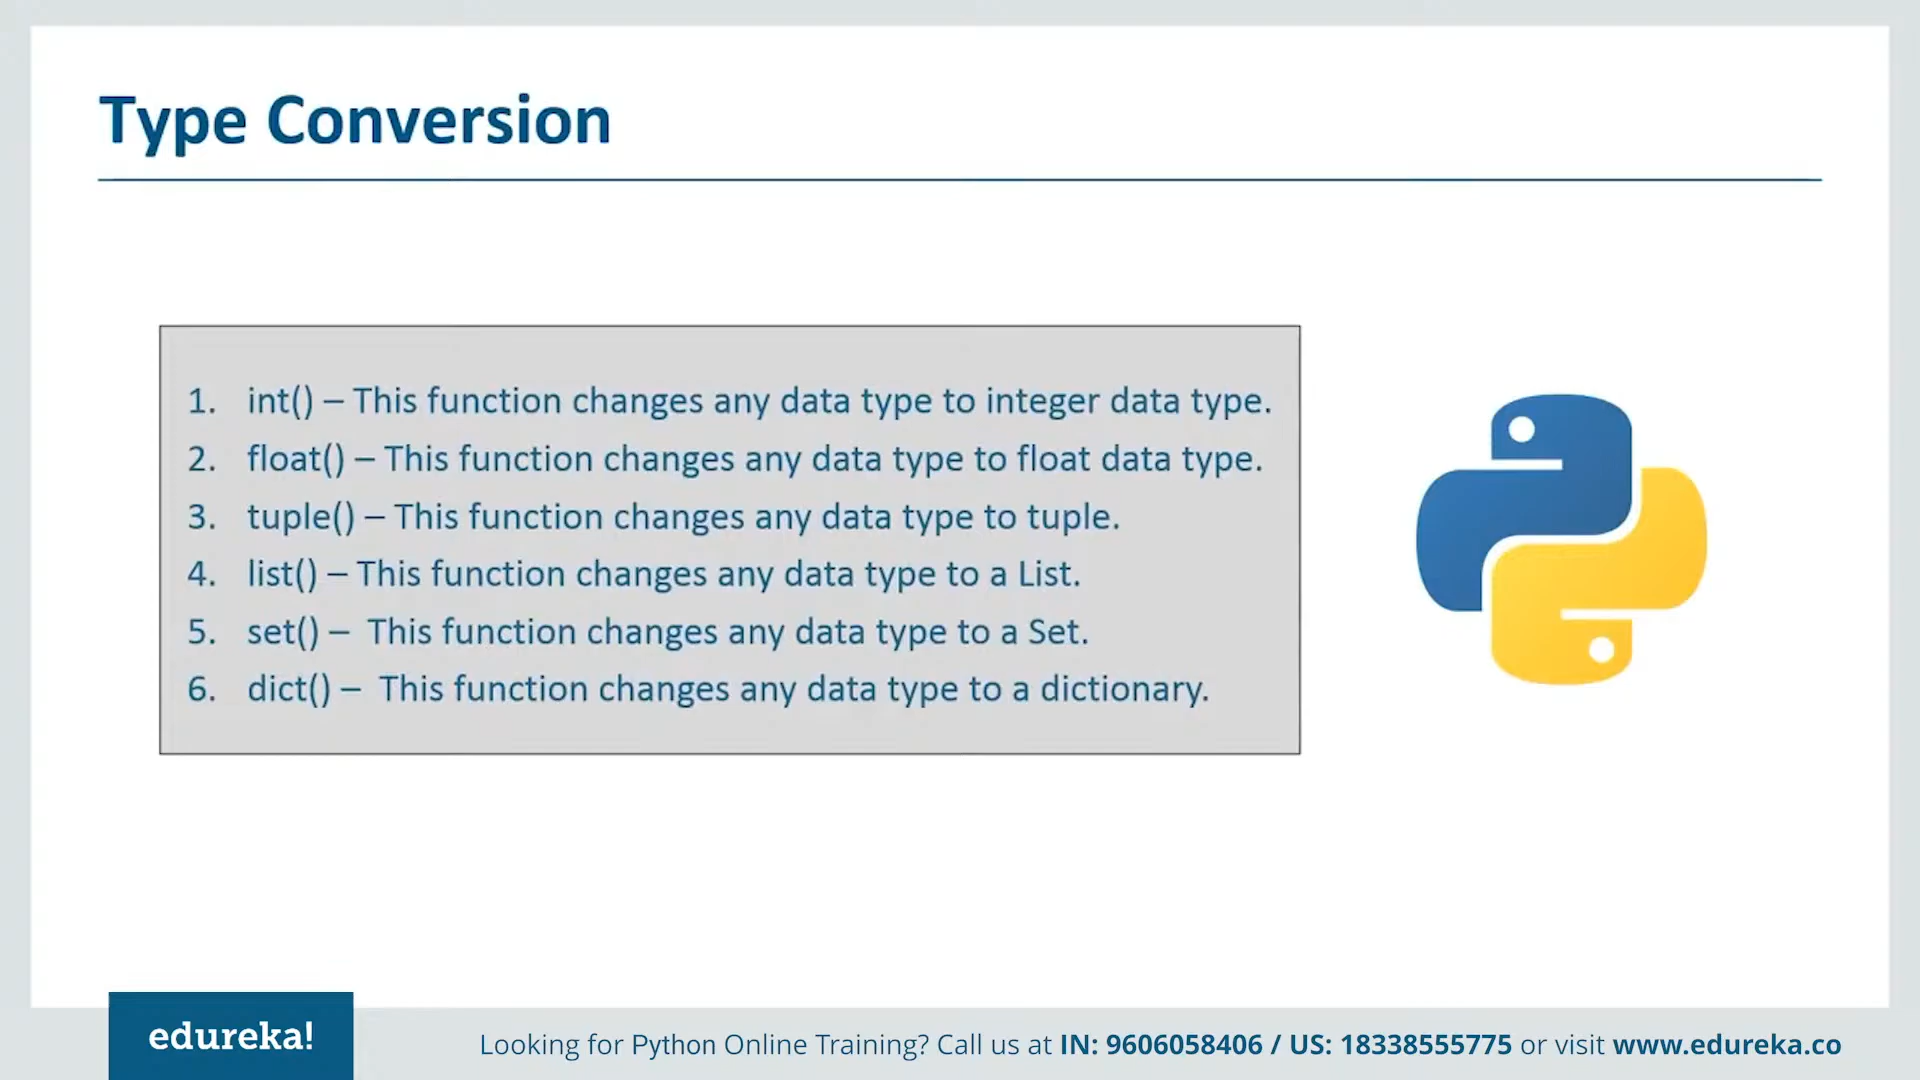 Type Conversion
1. int() – This function changes any data type to integer data type.
2. float() – This function changes any data type to float data type.
3. tuple() – This function changes any data type to tuple.
4. list() – This function changes any data type to a List.
5. set() – This function changes any data type to a Set.
6. dict() – This function changes any data type to a dictionary.
edureka!
Looking for Python Online Training? Call us at IN: 9606058406 / US: 18338555775 or visit www.edureka.co